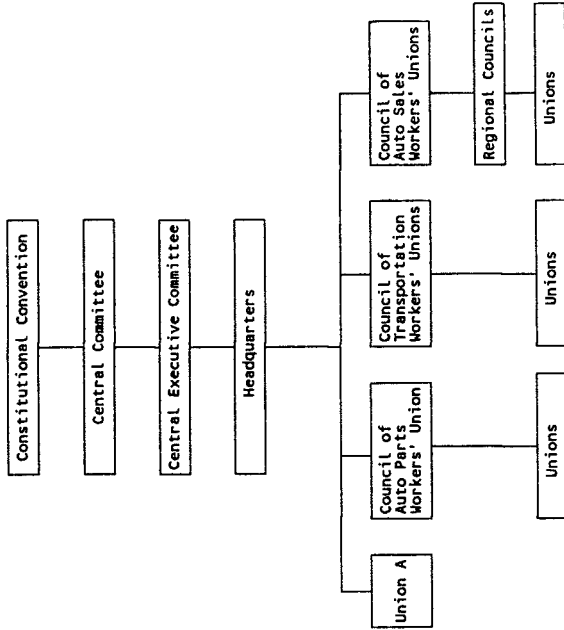 Constitutional Convention
Central Committee
Central Executive Committee
Headquarters
Union A
Council of
Auto Parts
Workers' Union
Council of
Transportation
Workers' Unions
Council of
Auto Sales
Workers' Unions
Regional Councils
Unions
Unions
Unions